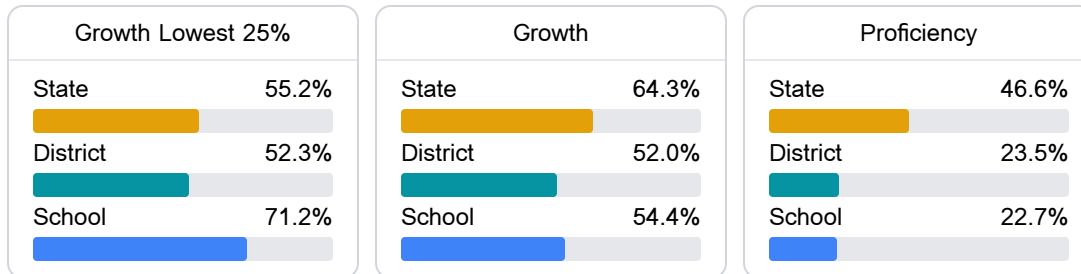 Growth Lowest 25%
State 55.2%
District 52.3%
School 71.2%
Growth
State 64.3%
District 52.0%
School 54.4%
Proficiency
State 46.6%
District 23.5%
School 22.7%